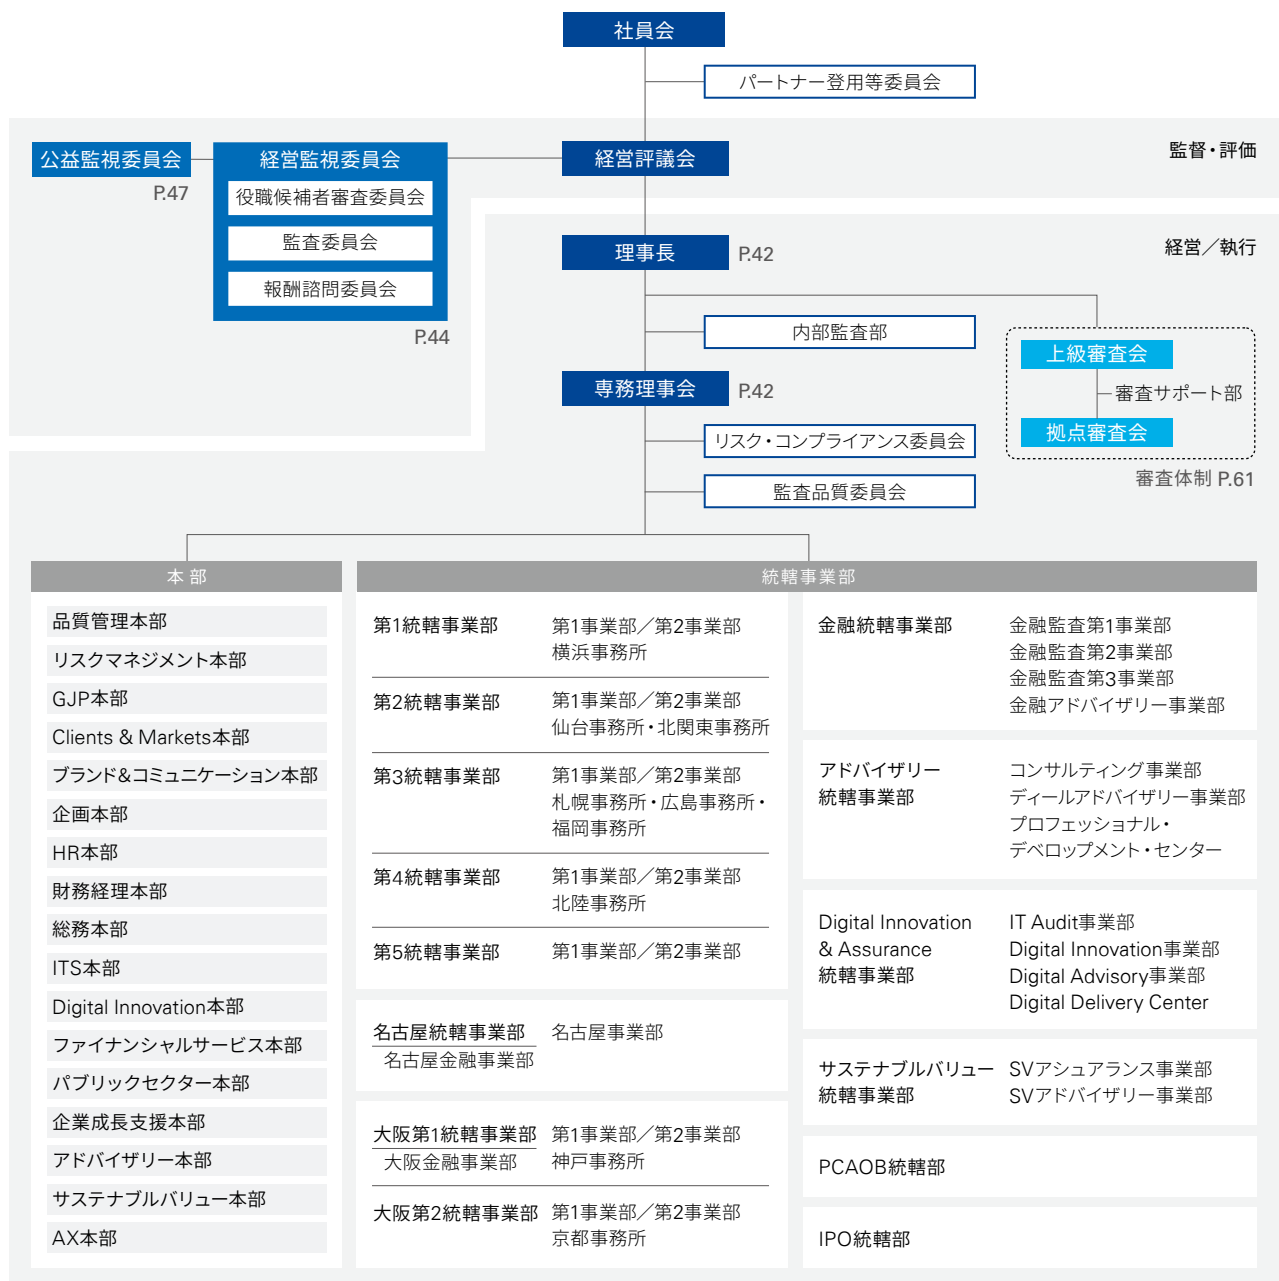 社員会
パートナー登用等委員会
公益監視委員会
P.47
経営監視委員会
役職候補者審査委員会
監査委員会
報酬諮問委員会
P.44
経営評議会
監督・評価
理事長
P.42
経営／執行
内部監査部
専務理事会
P.42
リスク・コンプライアンス委員会
監査品質委員会
上級審査会
審査サポート部
拠点審査会
審査体制 P.61
本部
品質管理本部
リスクマネジメント本部
GJP本部
Clients & Markets本部
ブランド&コミュニケーション本部
企画本部
HR本部
財務経理本部
総務本部
ITS本部
Digital Innovation本部
ファイナンシャルサービス本部
パブリックセクター本部
企業成長支援本部
アドバイザリー本部
サステナブルバリュー本部
AX本部
統轄事業部
第1統轄事業部
第1事業部／第2事業部
横浜事務所
第2統轄事業部
第1事業部／第2事業部
仙台事務所・北関東事務所
第3統轄事業部
第1事業部／第2事業部
札幌事務所・広島事務所・
福岡事務所
第4統轄事業部
第1事業部／第2事業部
北陸事務所
第5統轄事業部
第1事業部／第2事業部
名古屋統轄事業部
名古屋金融事業部
名古屋事業部
大阪第1統轄事業部
大阪金融事業部
第1事業部／第2事業部
神戸事務所
大阪第2統轄事業部
第1事業部／第2事業部
京都事務所
金融統轄事業部
金融監査第1事業部
金融監査第2事業部
金融監査第3事業部
金融アドバイザリー事業部
アドバイザリー
統轄事業部
コンサルティング事業部
ディールアドバイザリー事業部
プロフェッショナル・
デベロップメント・センター
Digital Innovation
& Assurance
統轄事業部
IT Audit事業部
Digital Innovation事業部
Digital Advisory事業部
Digital Delivery Center
サステナブルバリュー
統轄事業部
SVアシュアランス事業部
SVアドバイザリー事業部
PCAOB統轄部
IPO統轄部